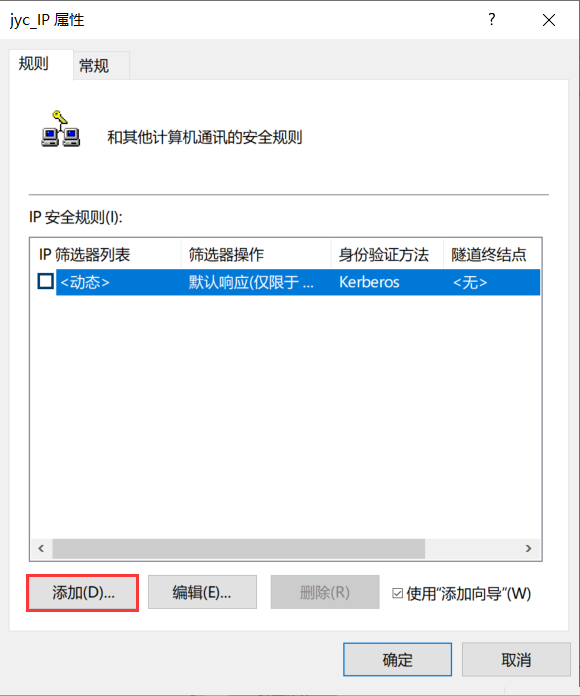 jyc_IP 属性
规则 常规
和其他计算机通讯的安全规则
IP 安全规则(I):
IP 筛选器列表 筛选器操作 身份验证方法 隧道终结点
<动态> 默认响应(仅限于 ... Kerberos <无>
添加(D)... 编辑(E)... 删除(R) 使用"添加向导"(W)
确定 取消